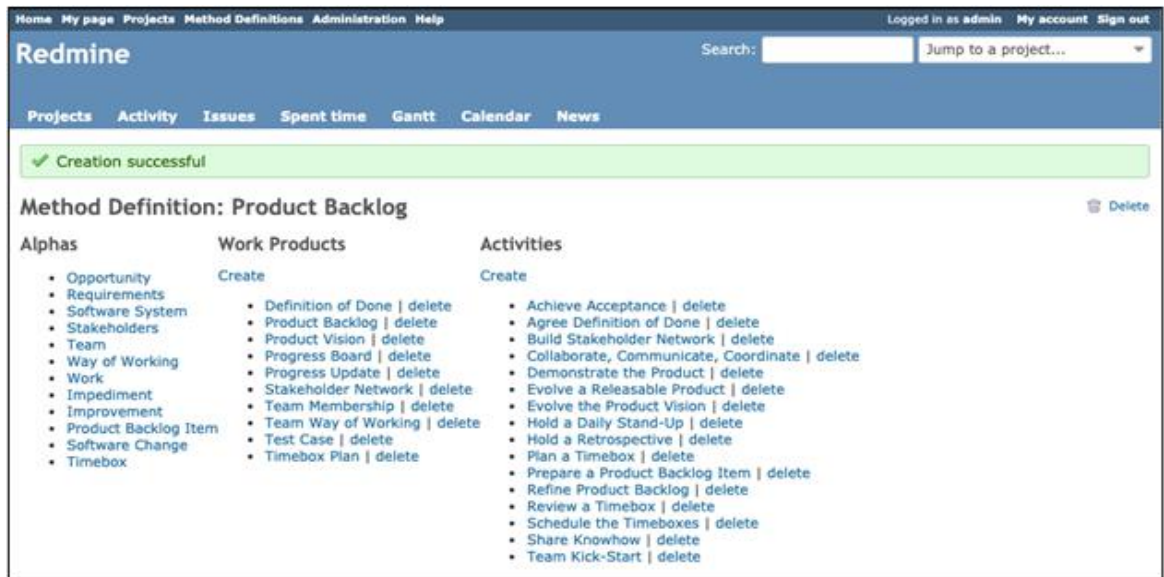 Home My page Projects Method Definitions Administration Help
Logged in as admin My account Sign out
Redmine
Search:
Jump to a project...
Projects Activity Issues Spent time Gantt Calendar News
Creation successful
Method Definition: Product Backlog
Delete
Alphas
Opportunity
Requirements
Software System
Stakeholders
Team
Way of Working
Work
Impediment
Improvement
Product Backlog Item
Software Change
Timebox
Work Products
Create
Definition of Done | delete
Product Backlog | delete
Product Vision | delete
Progress Board | delete
Progress Update | delete
Stakeholder Network | delete
Team Membership | delete
Team Way of Working | delete
Test Case | delete
Timebox Plan | delete
Activities
Create
Achieve Acceptance | delete
Agree Definition of Done | delete
Build Stakeholder Network | delete
Collaborate, Communicate, Coordinate | delete
Demonstrate the Product | delete
Evolve a Releasable Product | delete
Evolve the Product Vision | delete
Hold a Daily Stand-Up | delete
Hold a Retrospective | delete
Plan a Timebox | delete
Prepare a Product Backlog Item | delete
Refine Product Backlog | delete
Review a Timebox | delete
Schedule the Timeboxes | delete
Share Knowhow | delete
Team Kick-Start | delete